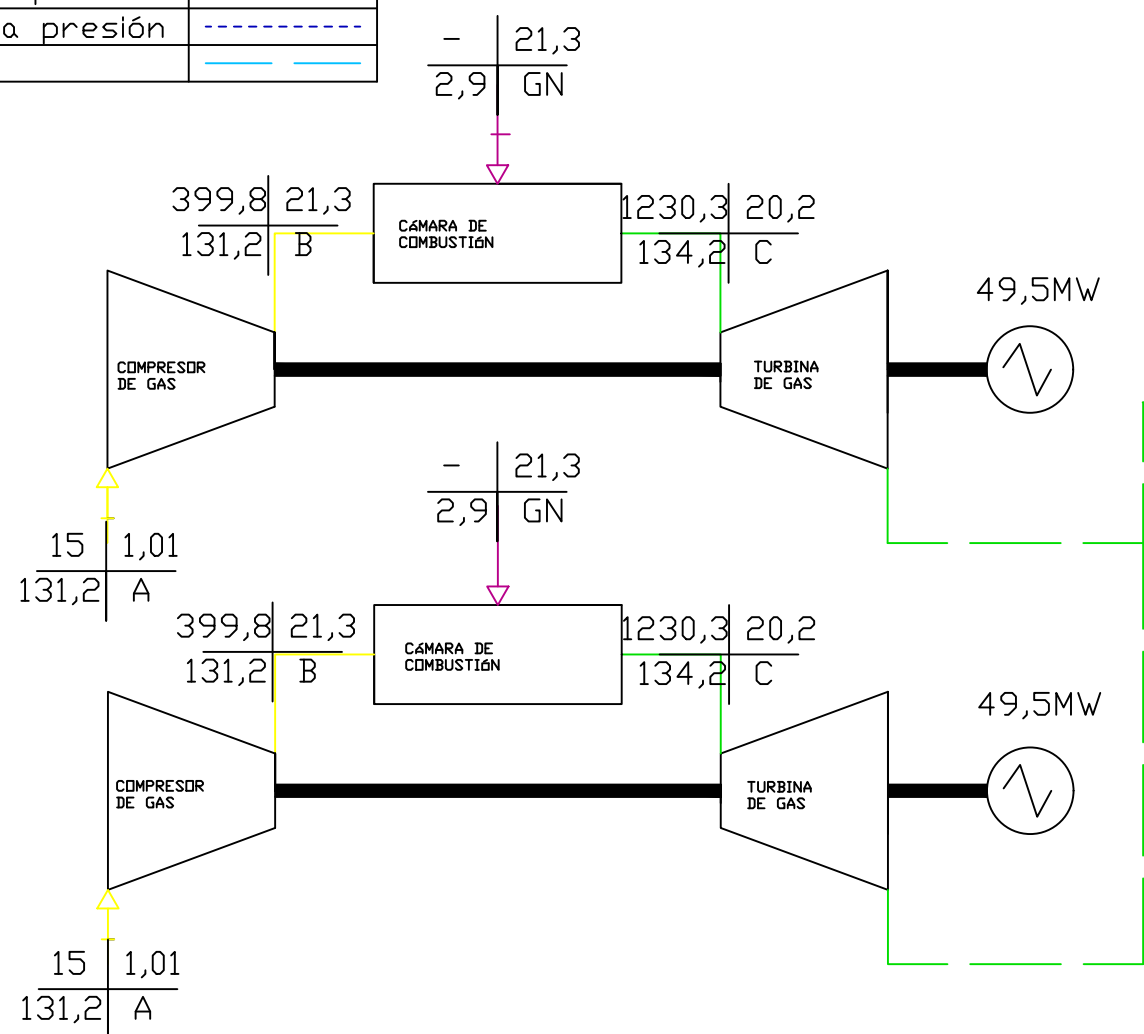 a presión
- 21,3
2,9 GN
399,8 21,3
131,2 B
CáMARA DE
COMBUSTIóN
1230,3 20,2
134,2 C
49,5MW
COMPRESOR
DE GAS
TURBINA
DE GAS
- 21,3
2,9 GN
15 1,01
131,2 A
399,8 21,3
131,2 B
CáMARA DE
COMBUSTIóN
1230,3 20,2
134,2 C
49,5MW
COMPRESOR
DE GAS
TURBINA
DE GAS
15 1,01
131,2 A